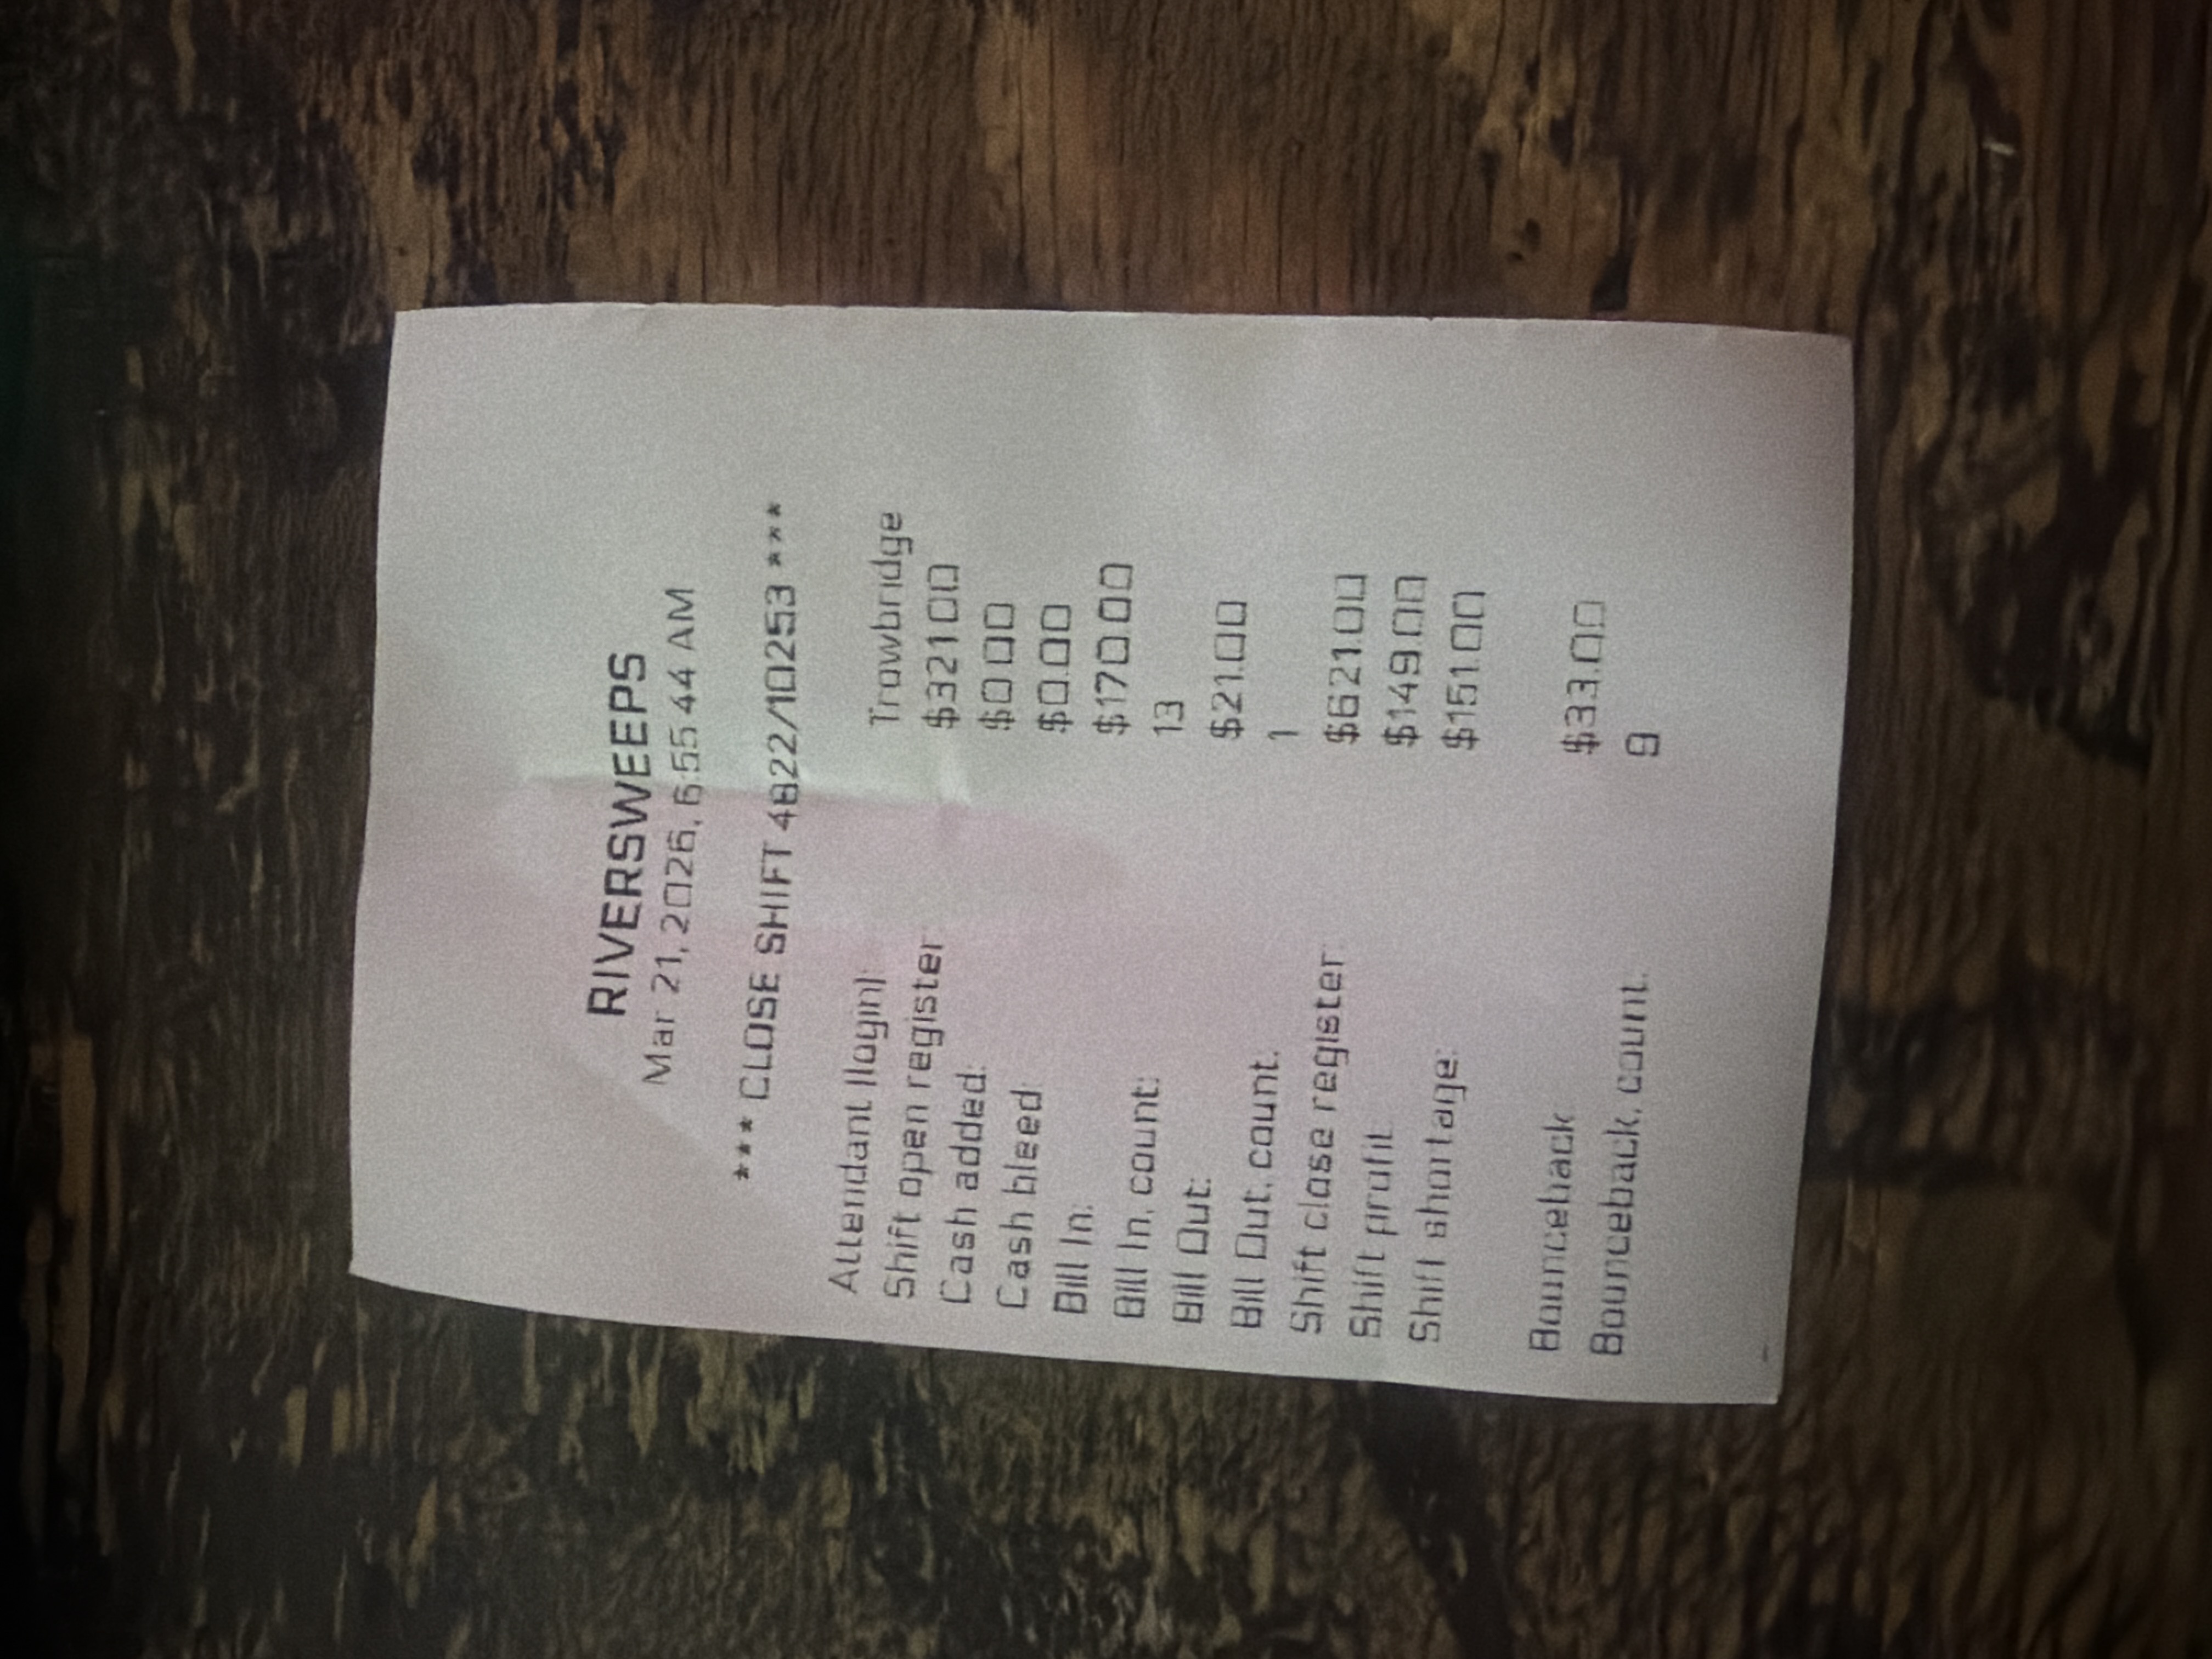 RIVERSWEEPS
Mar 21, 2026, 6:55:44 AM
*** CLOSE SHIFT 4822/10253 ***
Attendant (login): Trowbridge
Shift open register: $321.00
Cash added: $0.00
Cash bleed: $0.00
Bill In: $170.00
Bill In, count: 13
Bill Out: $21.00
Bill Out, count: 1
Shift close register: $621.00
Shift profit: $149.00
Shift shortage: $151.00
Bounceback: $33.00
Bounceback, count: 9